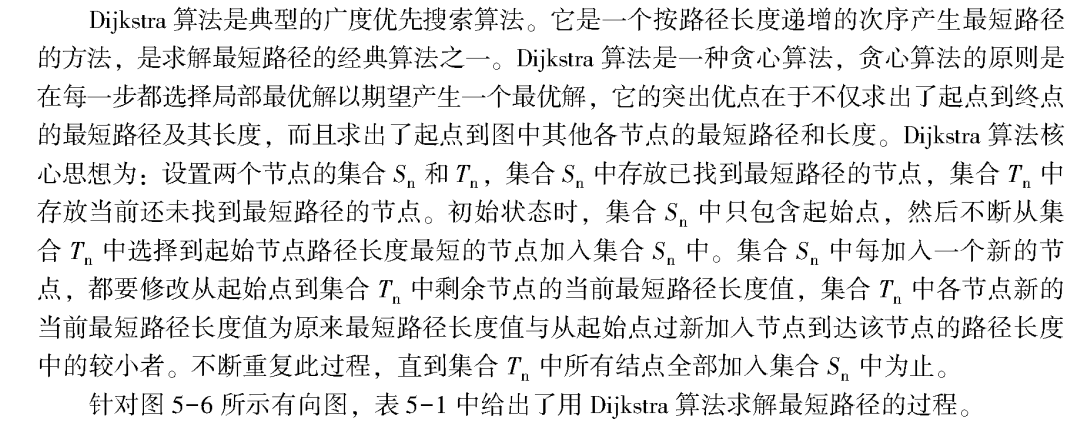 Dijkstra 算法是典型的广度优先搜索算法。它是一个按路径长度递增的次序产生最短路径
的方法，是求解最短路径的经典算法之一。Dijkstra 算法是一种贪心算法，贪心算法的原则是
在每一步都选择局部最优解以期望产生一个最优解，它的突出优点在于不仅求出了起点到终点
的最短路径及其长度，而且求出了起点到图中其他各节点的最短路径和长度。Dijkstra 算法核
心思想为：设置两个节点的集合 Sn 和 Tn，集合 Sn 中存放已找到最短路径的节点，集合 Tn 中
存放当前还未找到最短路径的节点。初始状态时，集合 Sn 中只包含起始点，然后不断从集
合 Tn 中选择到起始节点路径长度最短的节点加入集合 Sn 中。集合 Sn 中每加入一个新的节
点，都要修改从起始点到集合 Tn 中剩余节点的当前最短路径长度值，集合 Tn 中各节点新的
当前最短路径长度值为原来最短路径长度值与从起始点过新加入节点到达该节点的路径长度
中的较小者。不断重复此过程，直到集合 Tn 中所有结点全部加入集合 Sn 中为止。
针对图 5-6 所示有向图，表 5-1 中给出了用 Dijkstra 算法求解最短路径的过程。